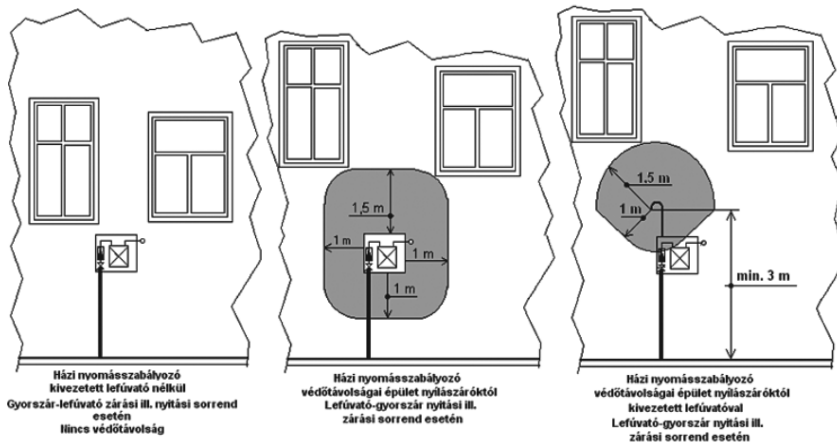 1,5 m
1 m
1 m
1 m
1.5 m
1 m
min. 3 m
Házi nyomásszabályozó
kivezetett lefúvató nélkül
Gyorszár-lefúvató zárási ill. nyitási sorrend
esetén
Nincs védőtávolság
Házi nyomásszabályozó
védőtávolságai épület nyílászáróktól
Lefúvató-gyorszár nyitási ill.
zárási sorrend esetén
Házi nyomásszabályozó
védőtávolságai épület nyílászáróktól
kivezetett lefúvatóval
Lefúvató-gyorszár nyitási ill.
zárási sorrend esetén